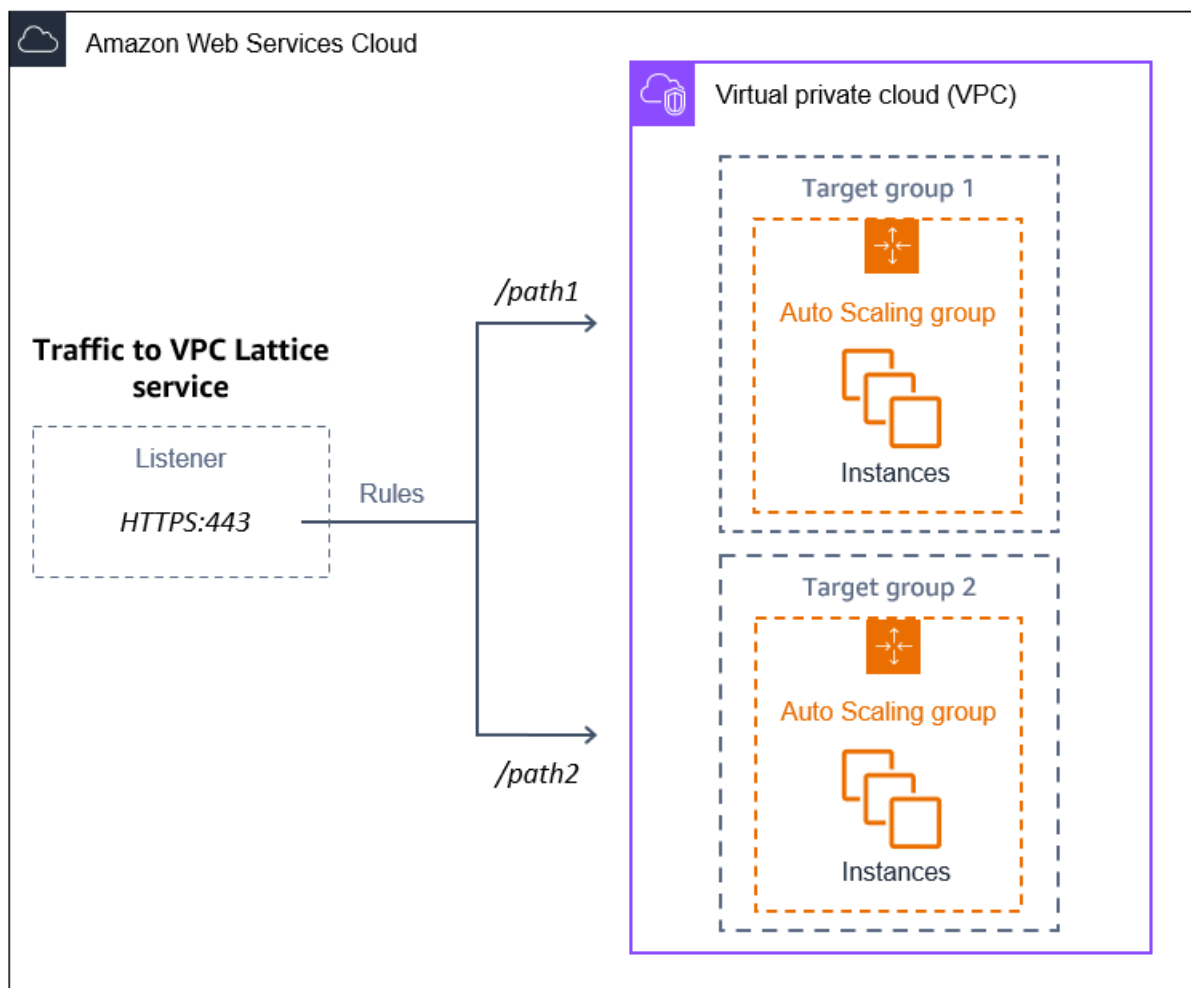 Amazon Web Services Cloud
Virtual private cloud (VPC)
Target group 1
Auto Scaling group
Instances
/path1
Traffic to VPC Lattice
service
Listener
HTTPS:443
Rules
/path2
Target group 2
Auto Scaling group
Instances